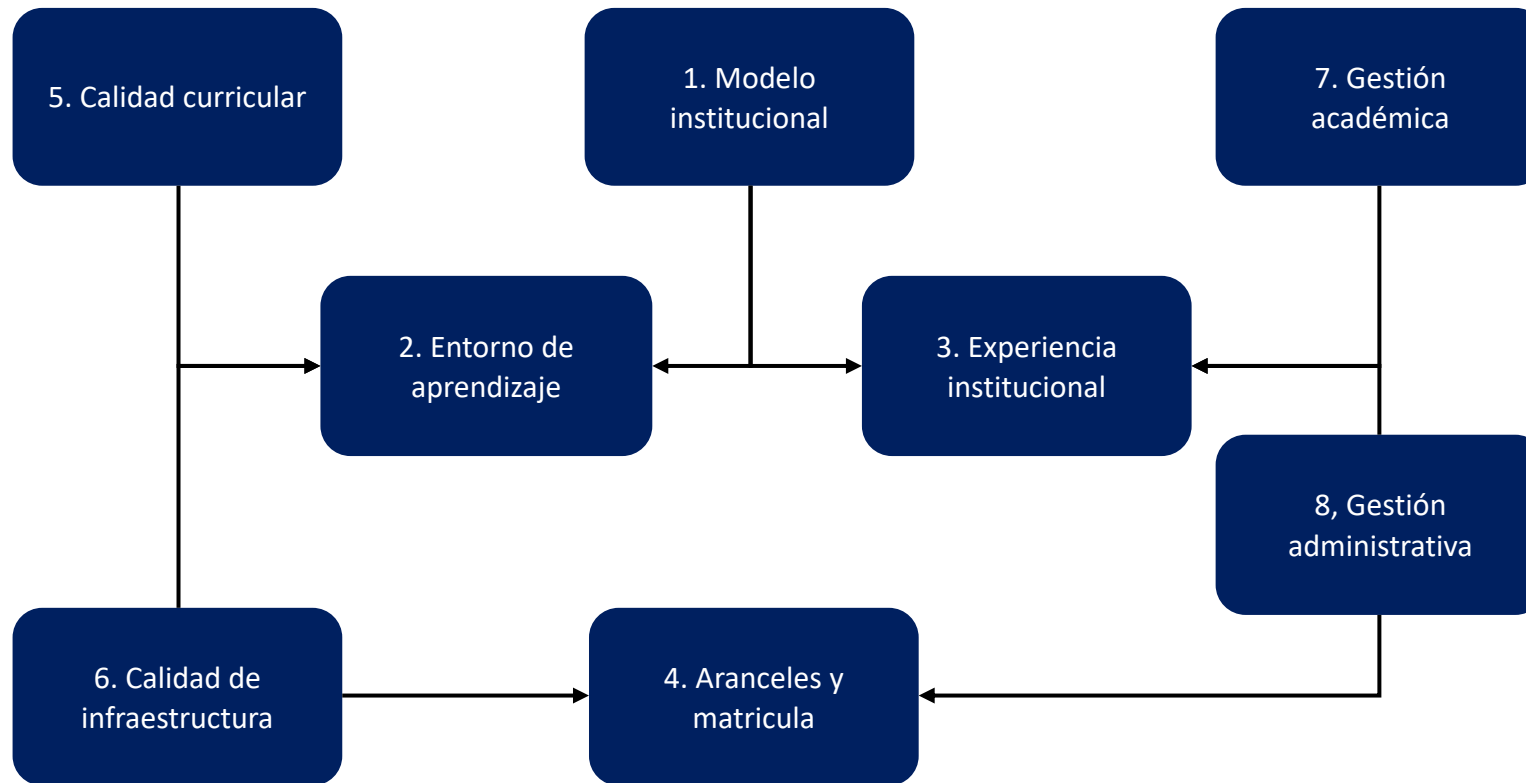 5. Calidad curricular
1. Modelo
institucional
7. Gestión
académica
2. Entorno de
aprendizaje
3. Experiencia
institucional
8, Gestión
administrativa
6. Calidad de
infraestructura
4. Aranceles y
matricula